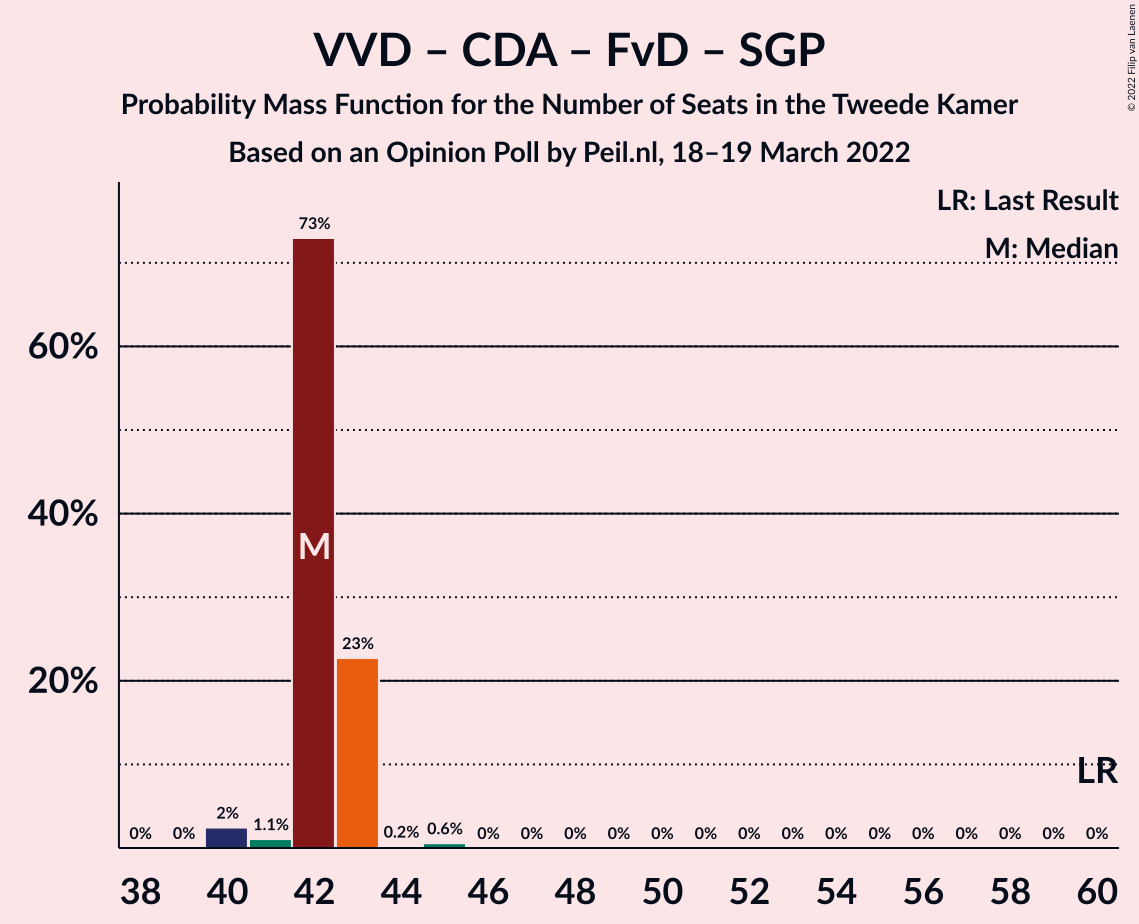 VVD – CDA – FvD – SGP
Probability Mass Function for the Number of Seats in the Tweede Kamer
Based on an Opinion Poll by Peil.nl, 18–19 March 2022
© 2022 Filip van Laenen
LR: Last Result
M: Median
60%
40%
20%
0% 0% 2% 1.1% 73% 23% 0.2% 0.6% 0% 0% 0% 0% 0% 0% 0% 0% 0% 0% 0% 0% 0% 0% 0%
M
LR
38 40 42 44 46 48 50 52 54 56 58 60